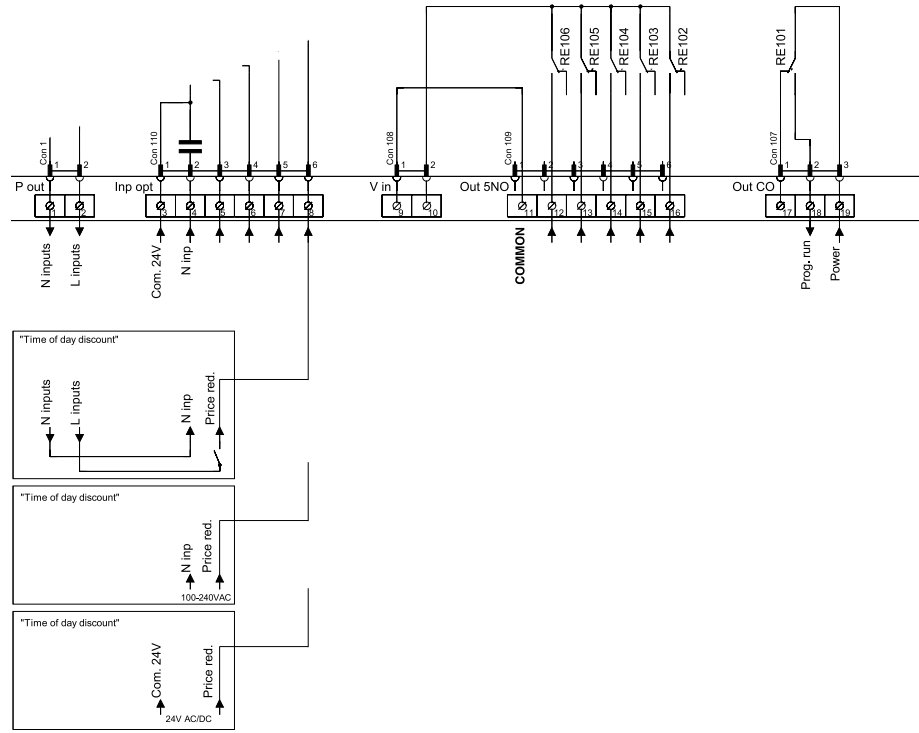 RE106
RE105
RE104
RE103
RE102
RE101
Con 1
Con 110
Con 108
Con 109
Con 107
1 2
1 2 3 4 5 6
1 2
1 2 3 4 5 6
1 2 3
P out
Inp opt
V in
Out 5NO
Out CO
1 2
3 4 5 6 7 8
9 10
11 12 13 14 15 16
17 18 19
N inputs
L inputs
Com. 24V
N inp
COMMON
Prog. run
Power
"Time of day discount"
N inputs
L inputs
N inp
Price red.
"Time of day discount"
N inp
Price red.
100-240VAC
"Time of day discount"
Com. 24V
Price red.
24V AC/DC